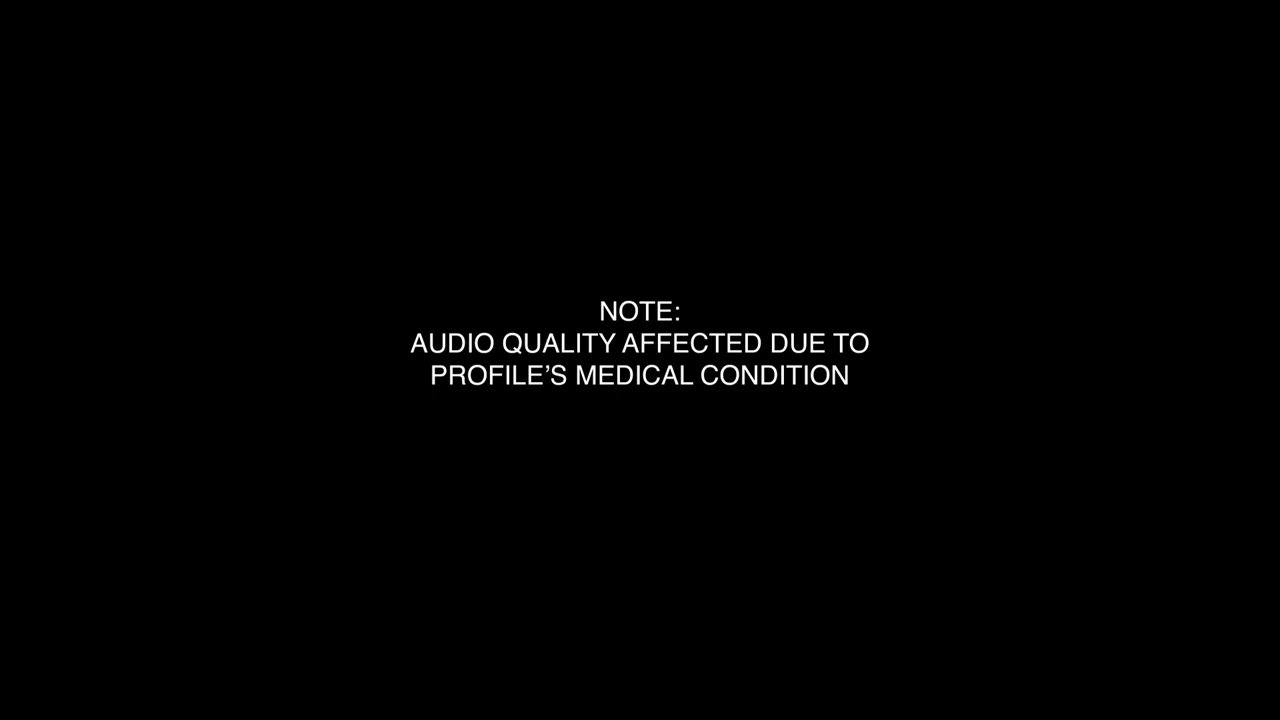 NOTE:
AUDIO QUALITY AFFECTED DUE TO
PROFILE’S MEDICAL CONDITION